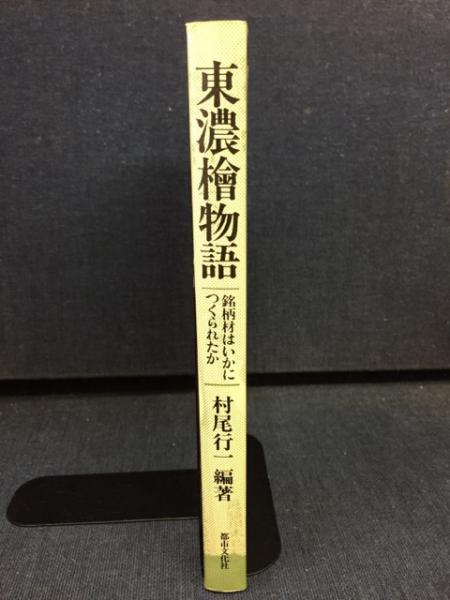 東濃檜物語
銘柄材はいかに
つくられたか
村尾行一 編著
都市文化社